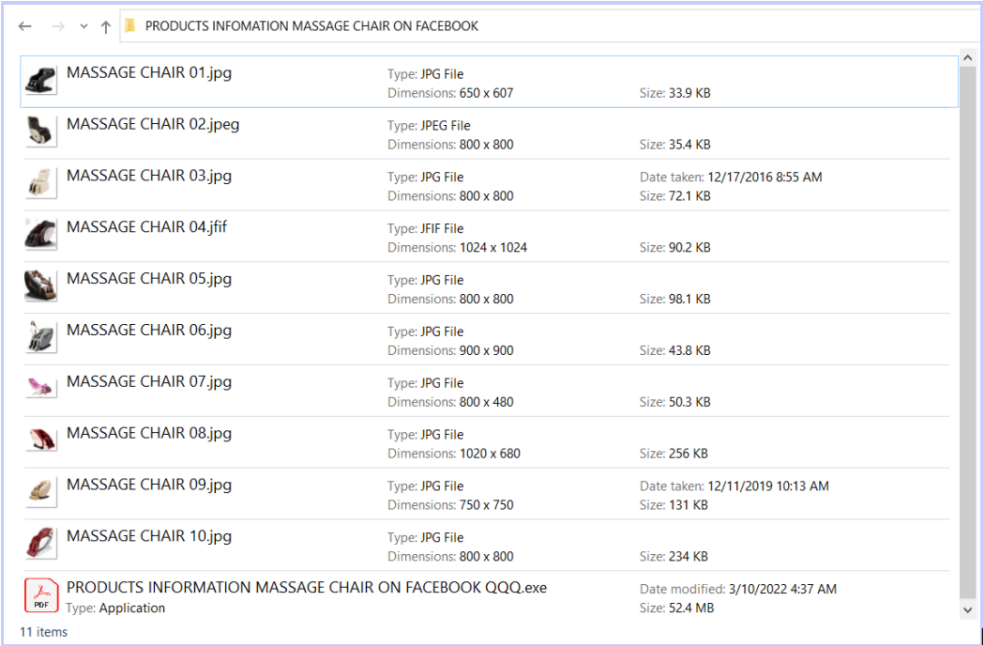 PRODUCTS INFOMATION MASSAGE CHAIR ON FACEBOOK
MASSAGE CHAIR 01.jpg Type: JPG File
Dimensions: 650 x 607 Size: 33.9 KB
MASSAGE CHAIR 02.jpeg Type: JPEG File
Dimensions: 800 x 800 Size: 35.4 KB
MASSAGE CHAIR 03.jpg Type: JPG File Date taken: 12/17/2016 8:55 AM
Dimensions: 800 x 800 Size: 72.1 KB
MASSAGE CHAIR 04.jfif Type: JFIF File
Dimensions: 1024 x 1024 Size: 90.2 KB
MASSAGE CHAIR 05.jpg Type: JPG File
Dimensions: 800 x 800 Size: 98.1 KB
MASSAGE CHAIR 06.jpg Type: JPG File
Dimensions: 900 x 900 Size: 43.8 KB
MASSAGE CHAIR 07.jpg Type: JPG File
Dimensions: 800 x 480 Size: 50.3 KB
MASSAGE CHAIR 08.jpg Type: JPG File
Dimensions: 1020 x 680 Size: 256 KB
MASSAGE CHAIR 09.jpg Type: JPG File Date taken: 12/11/2019 10:13 AM
Dimensions: 750 x 750 Size: 131 KB
MASSAGE CHAIR 10.jpg Type: JPG File
Dimensions: 800 x 800 Size: 234 KB
PRODUCTS INFORMATION MASSAGE CHAIR ON FACEBOOK QQQ.exe Date modified: 3/10/2022 4:37 AM
PDF Type: Application Size: 52.4 MB
11 items